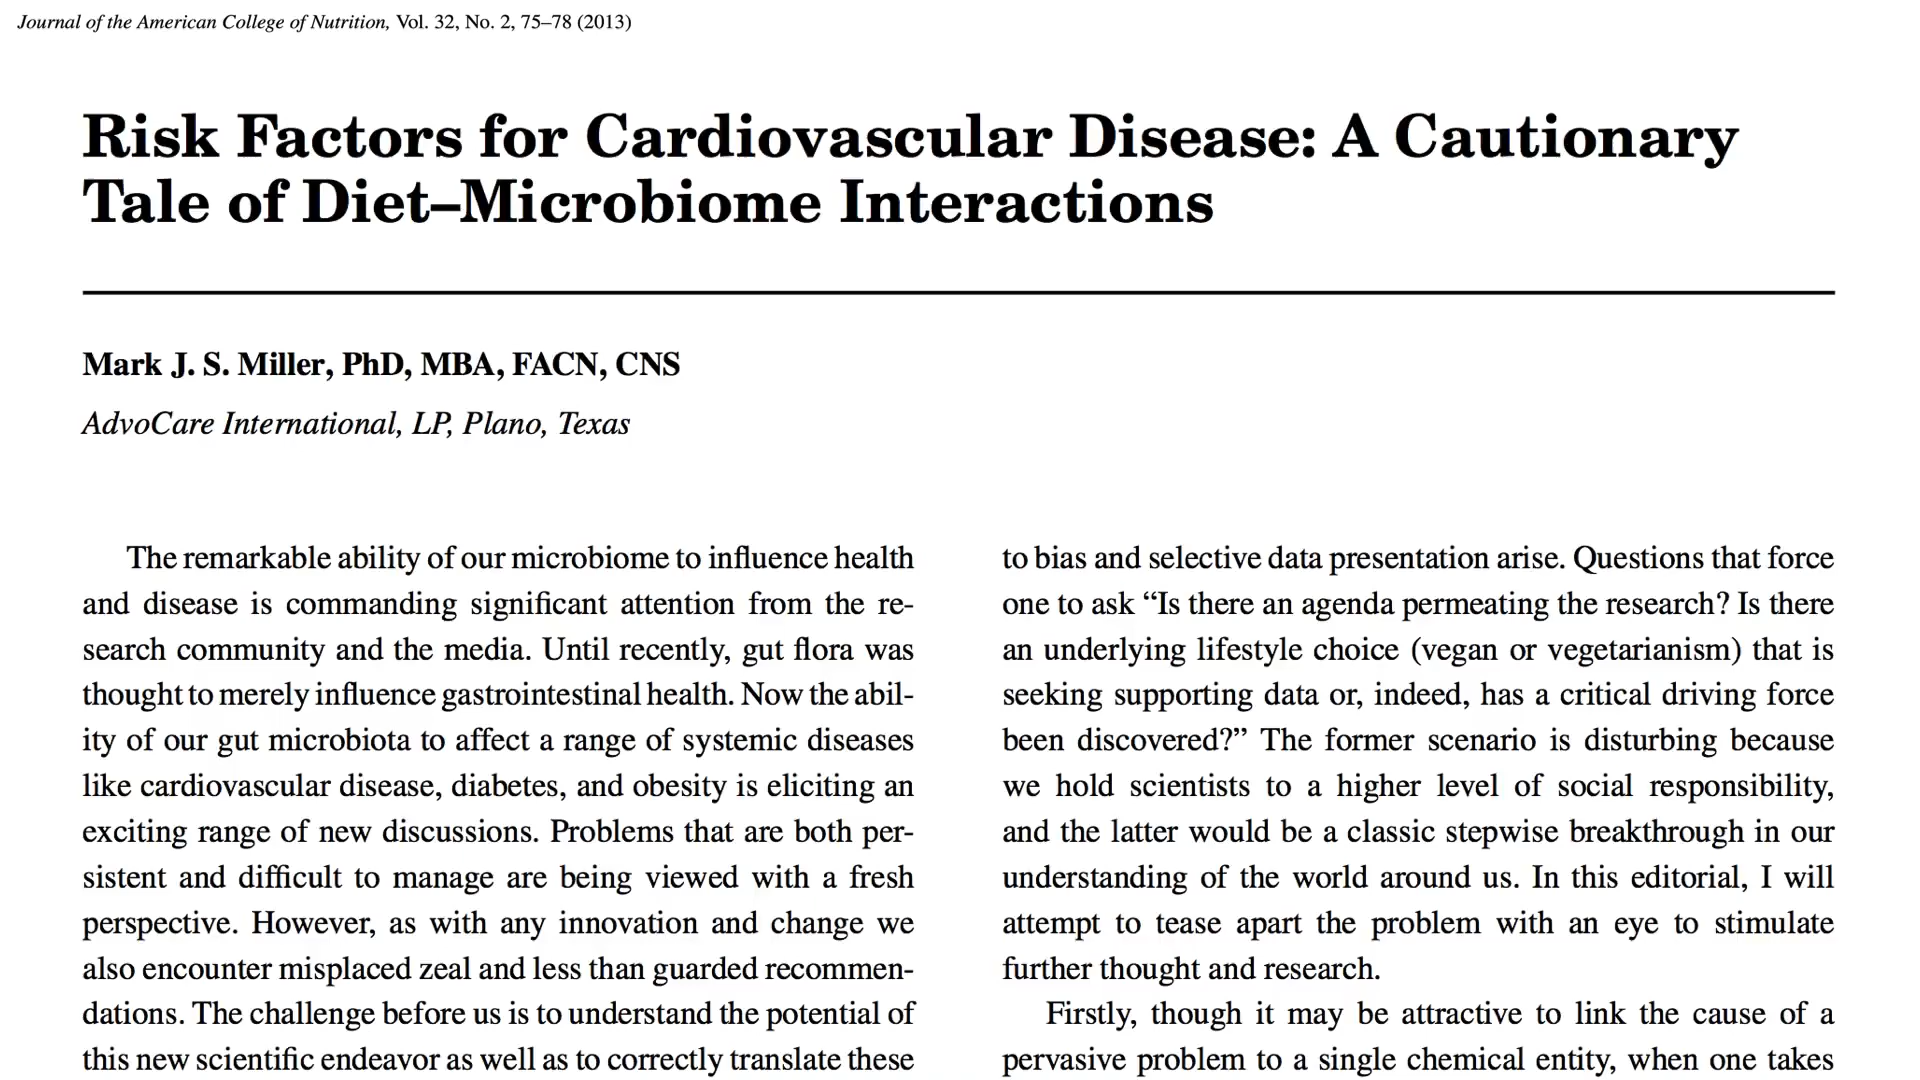 Journal of the American College of Nutrition, Vol. 32, No. 2, 75–78 (2013)
Risk Factors for Cardiovascular Disease: A Cautionary
Tale of Diet–Microbiome Interactions
Mark J. S. Miller, PhD, MBA, FACN, CNS
AdvoCare International, LP, Plano, Texas
The remarkable ability of our microbiome to influence health
and disease is commanding significant attention from the re-
search community and the media. Until recently, gut flora was
thought to merely influence gastrointestinal health. Now the abil-
ity of our gut microbiota to affect a range of systemic diseases
like cardiovascular disease, diabetes, and obesity is eliciting an
exciting range of new discussions. Problems that are both per-
sistent and difficult to manage are being viewed with a fresh
perspective. However, as with any innovation and change we
also encounter misplaced zeal and less than guarded recommen-
dations. The challenge before us is to understand the potential of
this new scientific endeavor as well as to correctly translate these
to bias and selective data presentation arise. Questions that force
one to ask “Is there an agenda permeating the research? Is there
an underlying lifestyle choice (vegan or vegetarianism) that is
seeking supporting data or, indeed, has a critical driving force
been discovered?” The former scenario is disturbing because
we hold scientists to a higher level of social responsibility,
and the latter would be a classic stepwise breakthrough in our
understanding of the world around us. In this editorial, I will
attempt to tease apart the problem with an eye to stimulate
further thought and research.
Firstly, though it may be attractive to link the cause of a
pervasive problem to a single chemical entity, when one takes